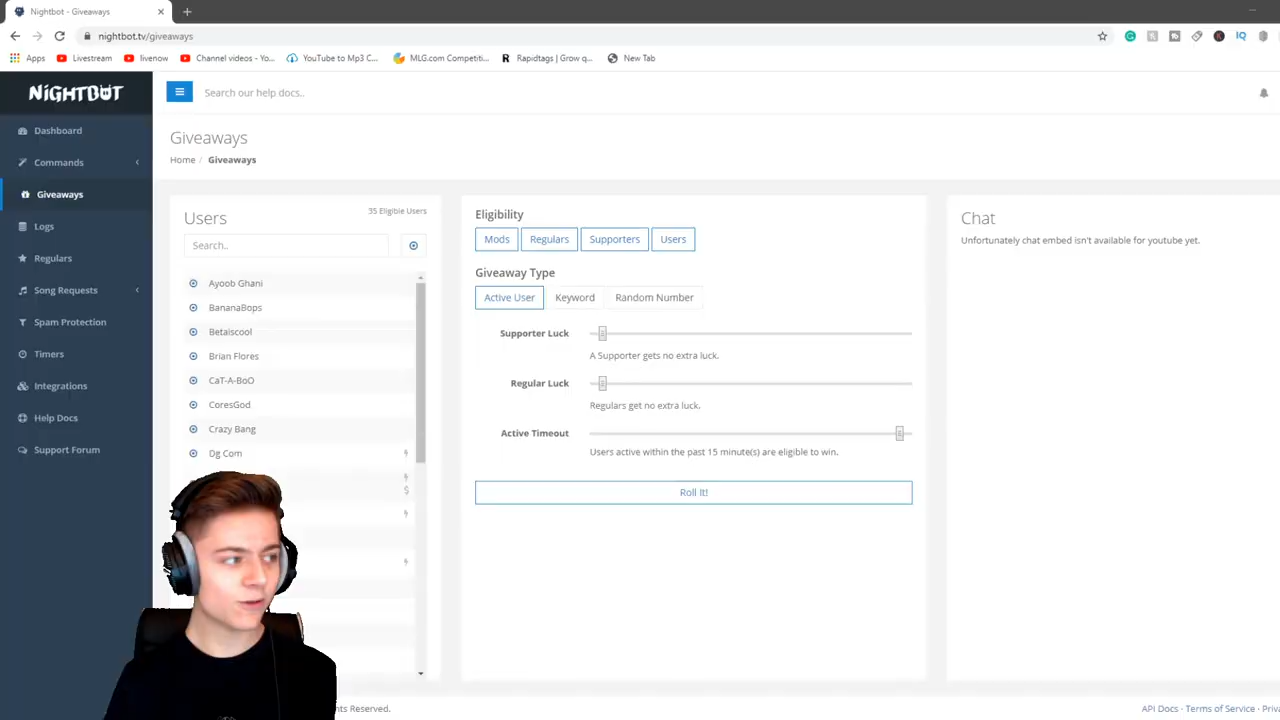 Nightbot - Giveaways
nightbot.tv/giveaways
Apps
Livestream
livenow
Channel videos - Yo...
YouTube to Mp3 C...
MLG.com Competiti...
Rapidtags | Grow q...
New Tab
NIGHTBOT
Search our help docs..
Dashboard
Commands
Giveaways
Logs
Regulars
Song Requests
Spam Protection
Timers
Integrations
Help Docs
Support Forum
Giveaways
Home / Giveaways
Users
35 Eligible Users
Search..
Ayoob Ghani
BananaBops
Betaiscool
Brian Flores
CaT-A-BoO
CoresGod
Crazy Bang
Dg Com
Eligibility
Mods
Regulars
Supporters
Users
Giveaway Type
Active User
Keyword
Random Number
Supporter Luck
A Supporter gets no extra luck.
Regular Luck
Regulars get no extra luck.
Active Timeout
Users active within the past 15 minute(s) are eligible to win.
Roll It!
Chat
Unfortunately chat embed isn't available for youtube yet.
nts Reserved.
API Docs - Terms of Service - Priva